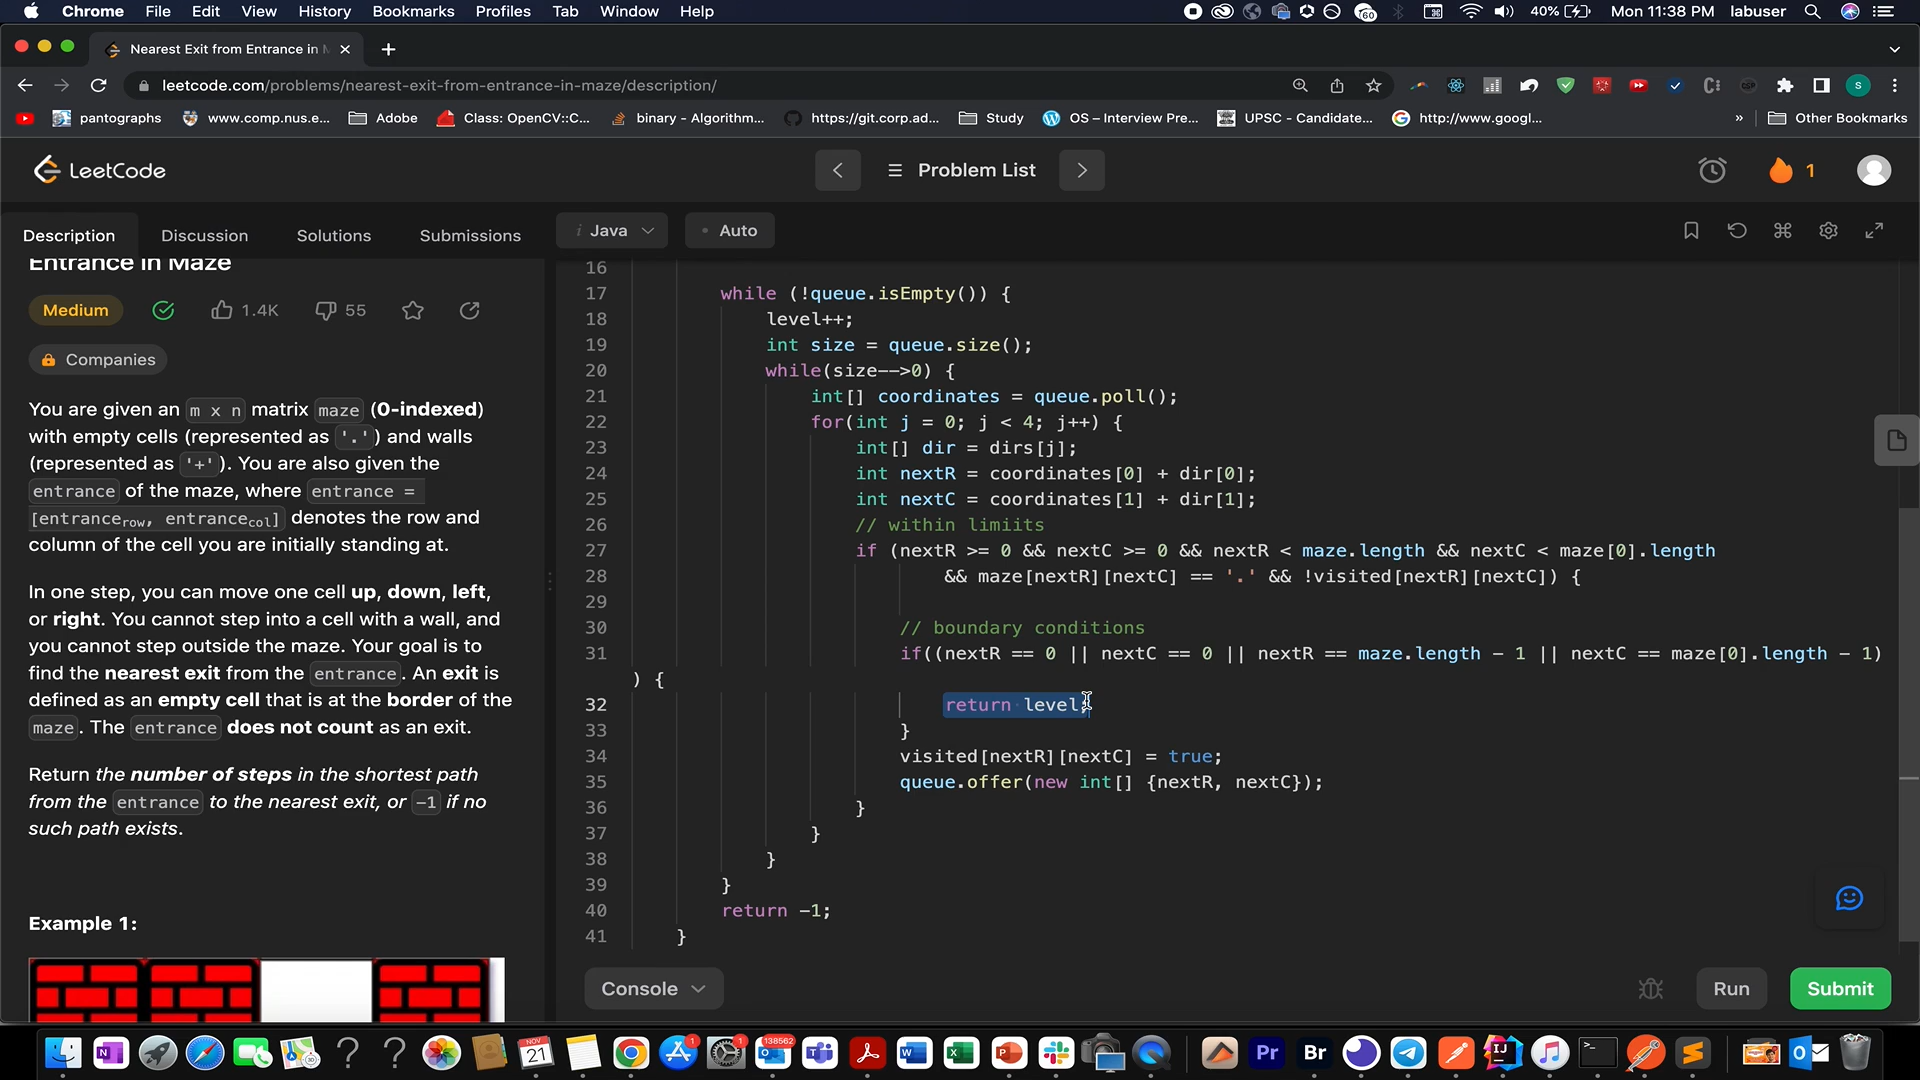 Chrome File Edit View History Bookmarks Profiles Tab Window Help 60 40% Mon 11:38 PM labuser
Nearest Exit from Entrance in
leetcode.com/problems/nearest-exit-from-entrance-in-maze/description/
pantographs www.comp.nus.e... Adobe Class: OpenCV::C... binary - Algorithm... https://git.corp.ad... Study OS – Interview Pre... UPSC - Candidate... http://www.googl... » Other Bookmarks
LeetCode Problem List 1
Description Discussion Solutions Submissions
Entrance in Maze
Medium 1.4K 55
Companies
You are given an m x n matrix maze (0-indexed)
with empty cells (represented as '.') and walls
(represented as '+'). You are also given the
entrance of the maze, where entrance =
[entrancerow, entrancecol] denotes the row and
column of the cell you are initially standing at.
In one step, you can move one cell up, down, left,
or right. You cannot step into a cell with a wall, and
you cannot step outside the maze. Your goal is to
find the nearest exit from the entrance. An exit is
defined as an empty cell that is at the border of the
maze. The entrance does not count as an exit.
Return the number of steps in the shortest path
from the entrance to the nearest exit, or -1 if no
such path exists.
Example 1:
i Java • Auto
16
17 while (!queue.isEmpty()) {
18 level++;
19 int size = queue.size();
20 while(size-->0) {
21 int[] coordinates = queue.poll();
22 for(int j = 0; j < 4; j++) {
23 int[] dir = dirs[j];
24 int nextR = coordinates[0] + dir[0];
25 int nextC = coordinates[1] + dir[1];
26 // within limiits
27 if (nextR >= 0 && nextC >= 0 && nextR < maze.length && nextC < maze[0].length
28 && maze[nextR][nextC] == '.' && !visited[nextR][nextC]) {
29
30 // boundary conditions
31 if((nextR == 0 || nextC == 0 || nextR == maze.length - 1 || nextC == maze[0].length - 1)
) {
32 return level;
33 }
34 visited[nextR][nextC] = true;
35 queue.offer(new int[] {nextR, nextC});
36 }
37 }
38 }
39 }
40 return -1;
41 }
Console Run Submit
NOV 21 1 1 138562 Pr Br